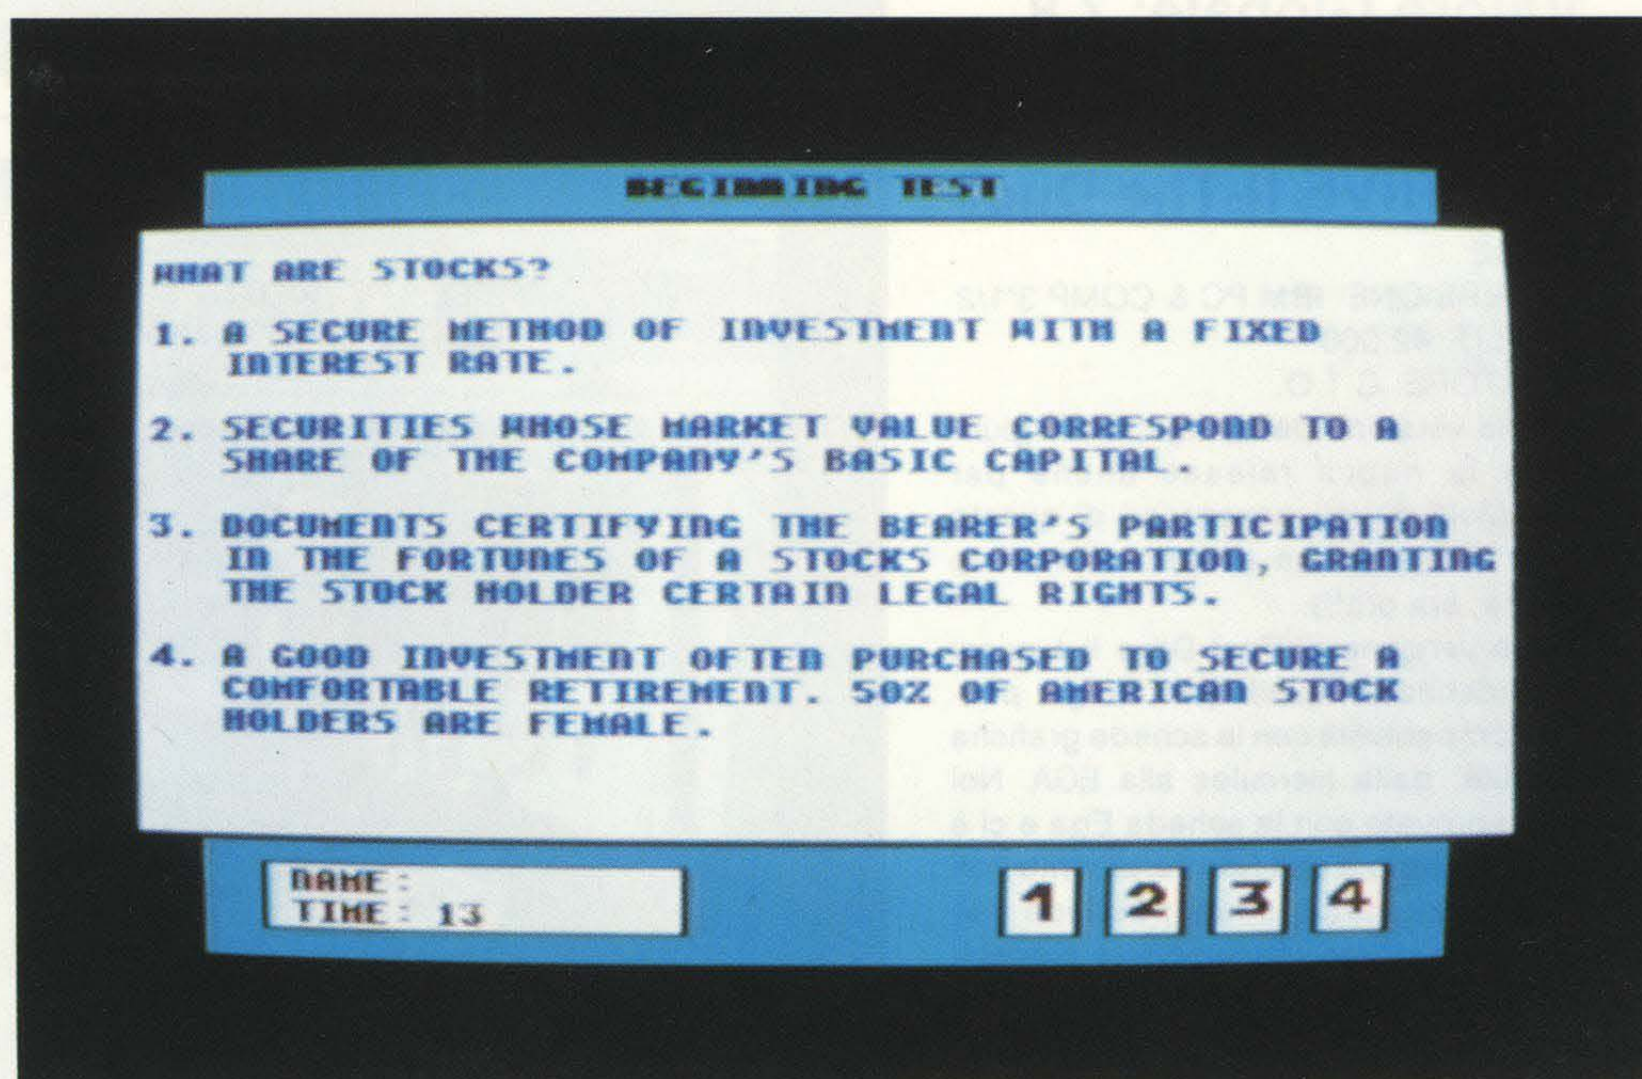 BEGINNING TEST
WHAT ARE STOCKS?
1. A SECURE METHOD OF INVESTMENT WITH A FIXED
INTEREST RATE.
2. SECURITIES WHOSE MARKET VALUE CORRESPOND TO A
SHARE OF THE COMPANY'S BASIC CAPITAL.
3. DOCUMENTS CERTIFYING THE BEARER'S PARTICIPATION
IN THE FORTUNES OF A STOCKS CORPORATION, GRANTING
THE STOCK HOLDER CERTAIN LEGAL RIGHTS.
4. A GOOD INVESTMENT OFTEN PURCHASED TO SECURE A
COMFORTABLE RETIREMENT. 50% OF AMERICAN STOCK
HOLDERS ARE FEMALE.
NAME:
TIME: 13
1 2 3 4